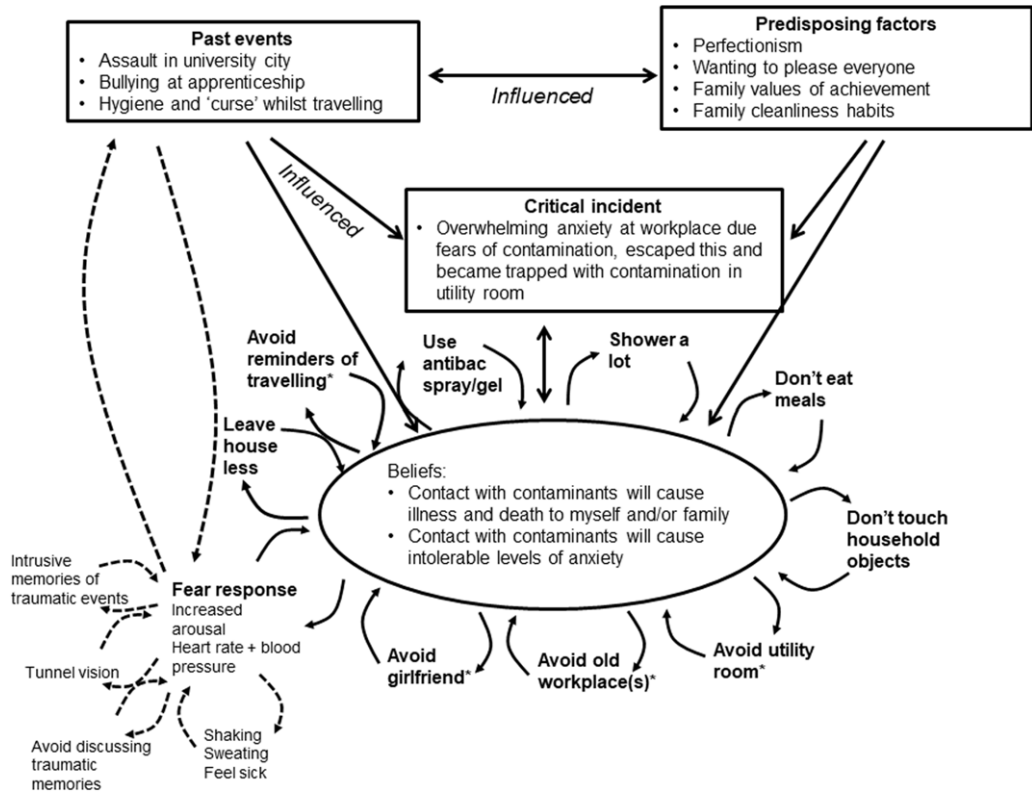 Past events
• Assault in university city
• Bullying at apprenticeship
• Hygiene and ‘curse’ whilst travelling
Influenced
Predisposing factors
• Perfectionism
• Wanting to please everyone
• Family values of achievement
• Family cleanliness habits
Influenced
Critical incident
• Overwhelming anxiety at workplace due
fears of contamination, escaped this and
became trapped with contamination in
utility room
Avoid
reminders of
travelling*
Use
antibac
spray/gel
Shower a
lot
Don’t eat
meals
Leave
house
less
Beliefs:
• Contact with contaminants will cause
illness and death to myself and/or family
• Contact with contaminants will cause
intolerable levels of anxiety
Don’t touch
household
objects
Intrusive
memories of
traumatic events
Fear response
Increased
arousal
Heart rate + blood
pressure
Tunnel vision
Avoid discussing
traumatic
memories
Shaking
Sweating
Feel sick
Avoid
girlfriend*
Avoid old
workplace(s)*
Avoid utility
room*